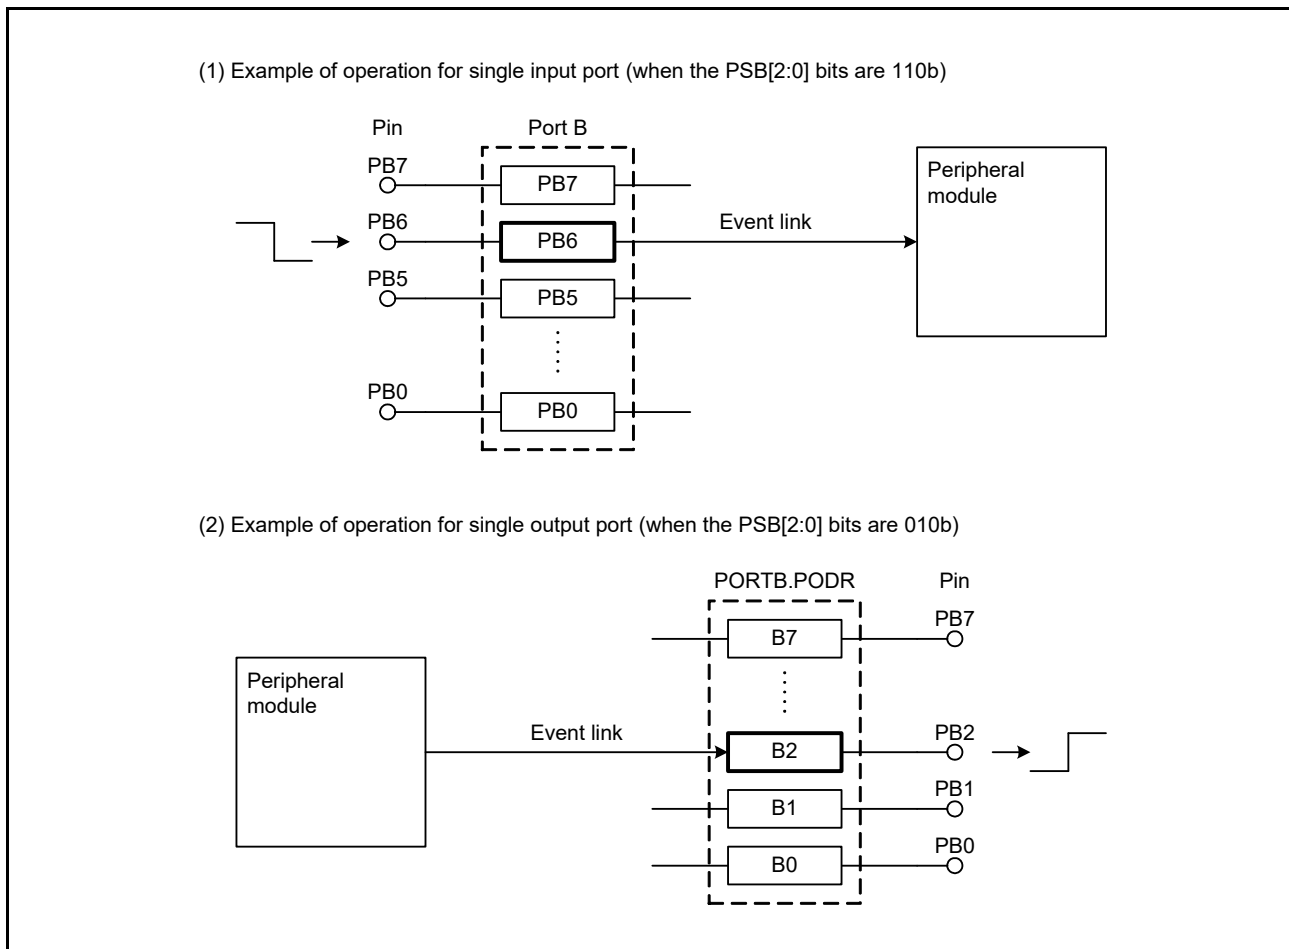 (1) Example of operation for single input port (when the PSB[2:0] bits are 110b)
Pin
Port B
PB7
PB7
Peripheral
module
PB6
PB6
Event link
PB5
PB5
PB0
PB0
(2) Example of operation for single output port (when the PSB[2:0] bits are 010b)
PORTB.PODR
Pin
B7
PB7
Peripheral
module
Event link
B2
PB2
B1
PB1
B0
PB0